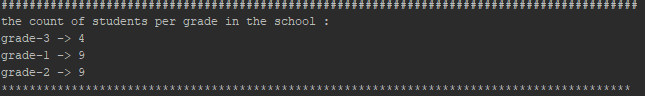 ###########################################################################################
the count of students per grade in the school :
grade-3 -> 4
grade-1 -> 9
grade-2 -> 9
******************************************************************************************